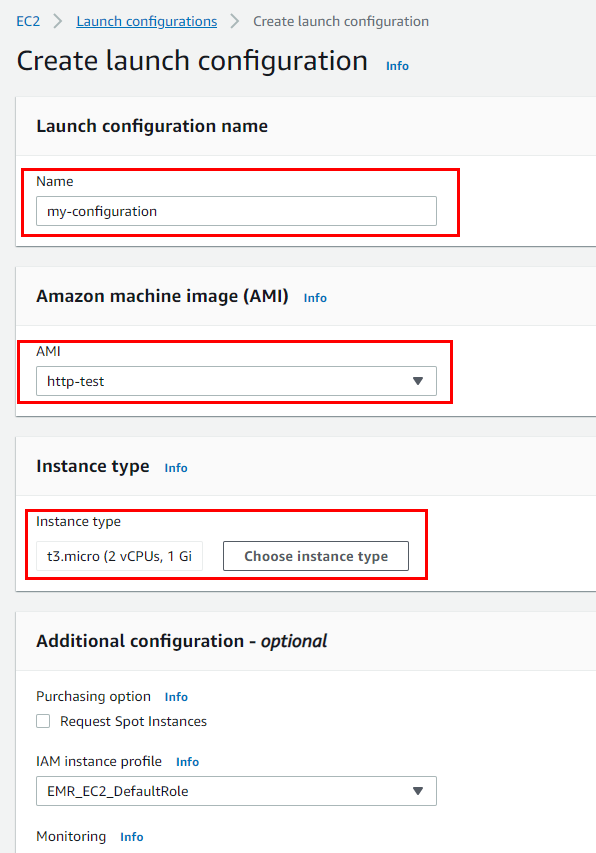 EC2 > Launch configurations > Create launch configuration
Create launch configuration Info
Launch configuration name
Name
my-configuration
Amazon machine image (AMI) Info
AMI
http-test
Instance type Info
Instance type
t3.micro (2 vCPUs, 1 Gi Choose instance type
Additional configuration - optional
Purchasing option Info
Request Spot Instances
IAM instance profile Info
EMR_EC2_DefaultRole
Monitoring Info